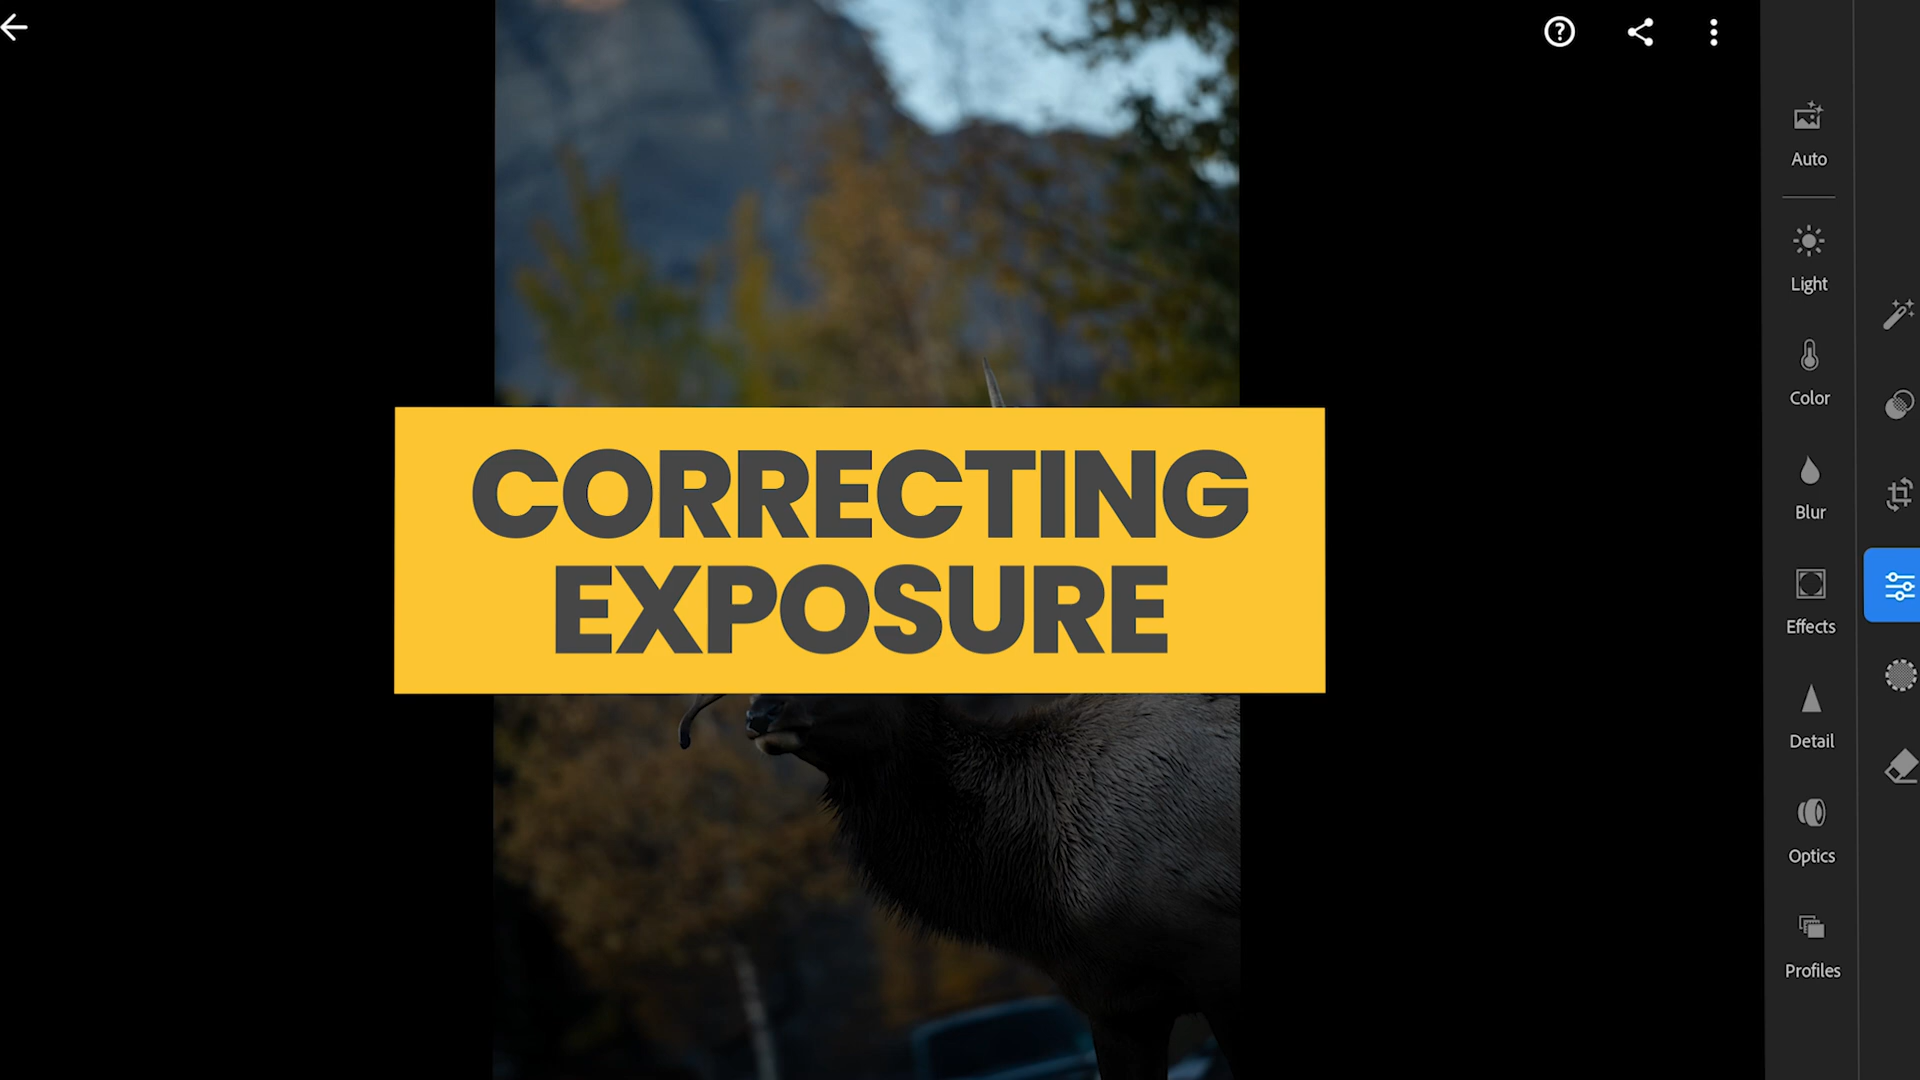 CORRECTING
EXPOSURE
Auto
Light
Color
Blur
Effects
Detail
Optics
Profiles